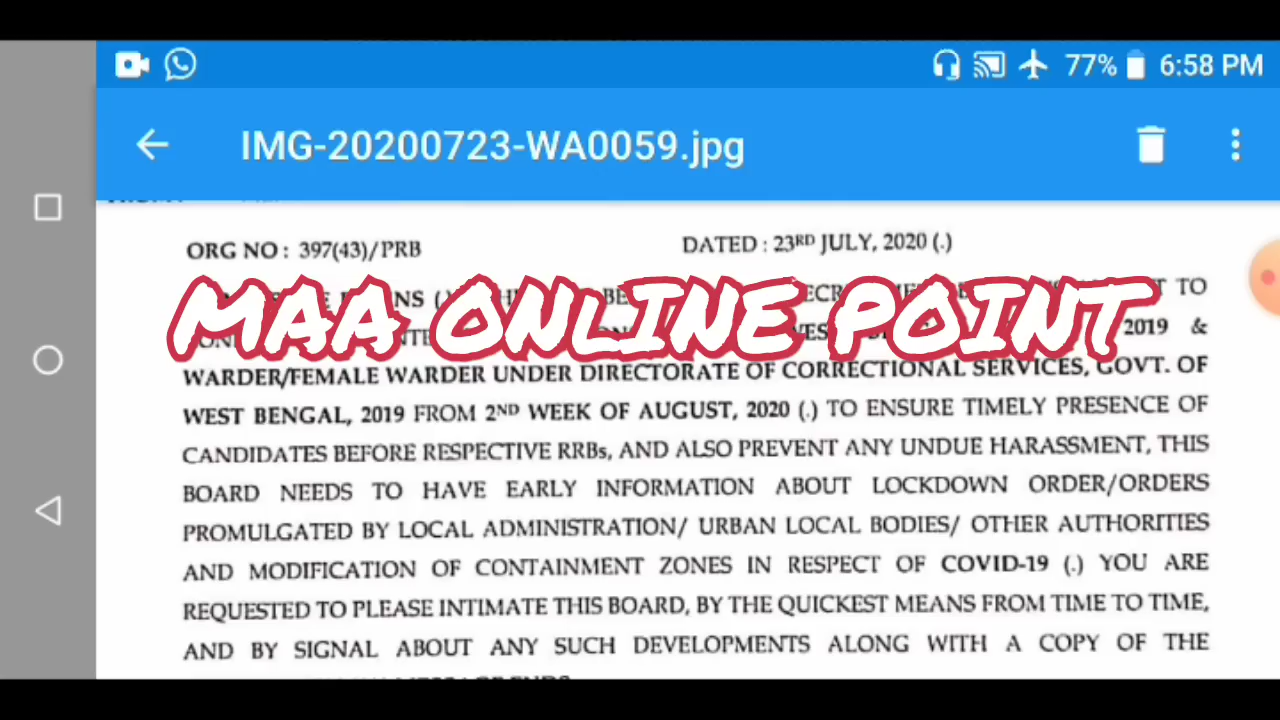 77% 6:58 PM
IMG-20200723-WA0059.jpg
ORG NO : 397(43)/PRB DATED : 23RD JULY, 2020 (.)
MAA ONLINE POINT
TO
2019 &
WARDER/FEMALE WARDER UNDER DIRECTORATE OF CORRECTIONAL SERVICES, GOVT. OF
WEST BENGAL, 2019 FROM 2ND WEEK OF AUGUST, 2020 (.) TO ENSURE TIMELY PRESENCE OF
CANDIDATES BEFORE RESPECTIVE RRBs, AND ALSO PREVENT ANY UNDUE HARASSMENT, THIS
BOARD NEEDS TO HAVE EARLY INFORMATION ABOUT LOCKDOWN ORDER/ORDERS
PROMULGATED BY LOCAL ADMINISTRATION/ URBAN LOCAL BODIES/ OTHER AUTHORITIES
AND MODIFICATION OF CONTAINMENT ZONES IN RESPECT OF COVID-19 (.) YOU ARE
REQUESTED TO PLEASE INTIMATE THIS BOARD, BY THE QUICKEST MEANS FROM TIME TO TIME,
AND BY SIGNAL ABOUT ANY SUCH DEVELOPMENTS ALONG WITH A COPY OF THE